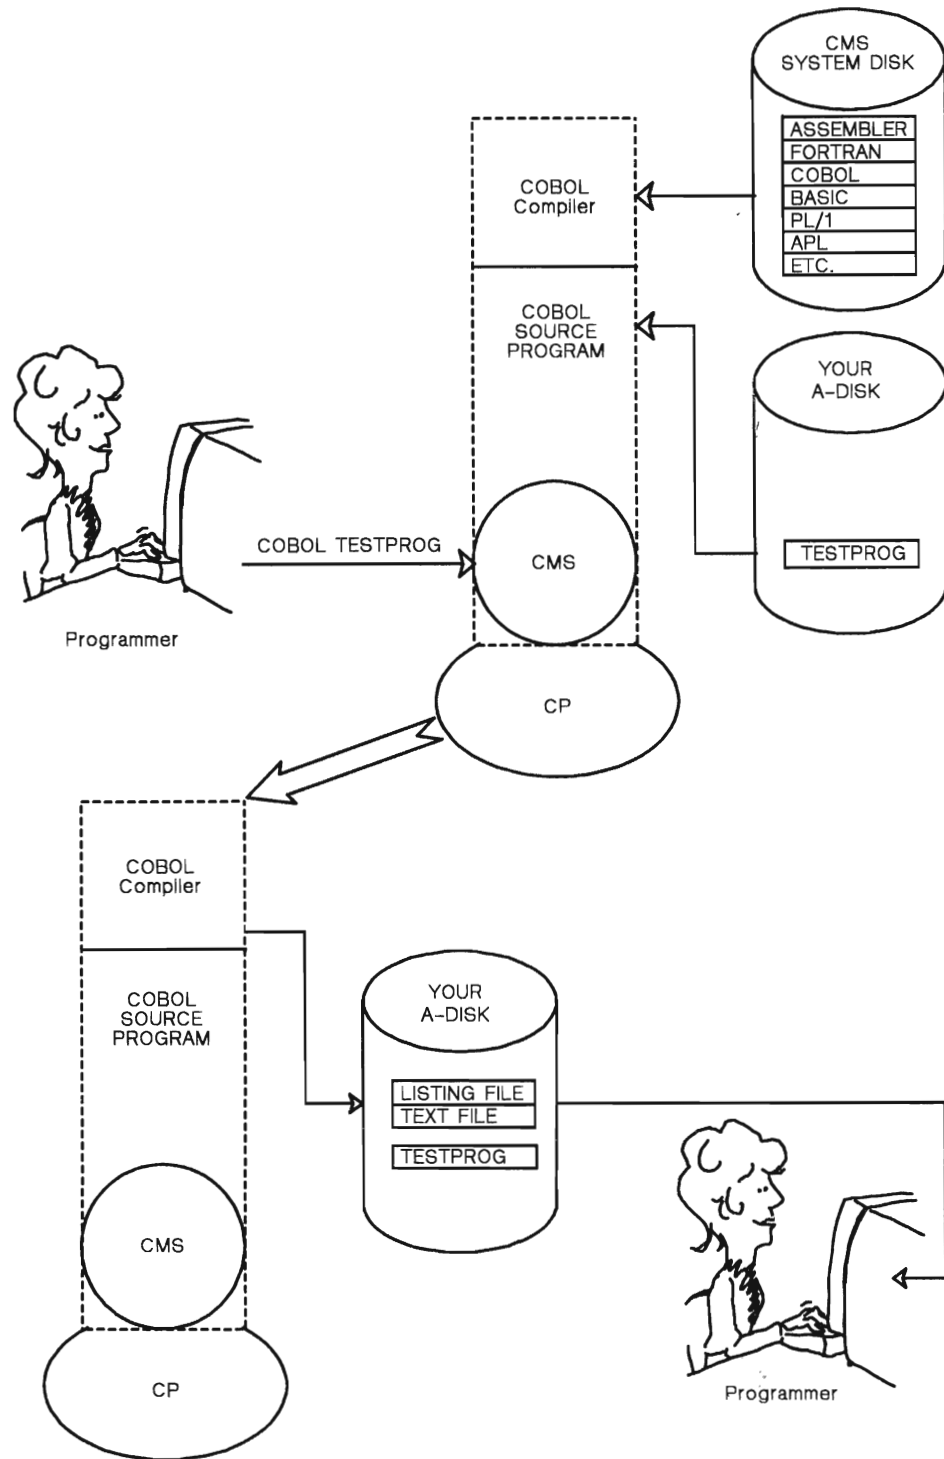 CMS
SYSTEM DISK
ASSEMBLER
FORTRAN
COBOL
BASIC
PL/1
APL
ETC.
COBOL
Compiler
COBOL
SOURCE
PROGRAM
YOUR
A-DISK
TESTPROG
COBOL TESTPROG
CMS
Programmer
CP
COBOL
Compiler
COBOL
SOURCE
PROGRAM
YOUR
A-DISK
LISTING FILE
TEXT FILE
TESTPROG
CMS
CP
Programmer